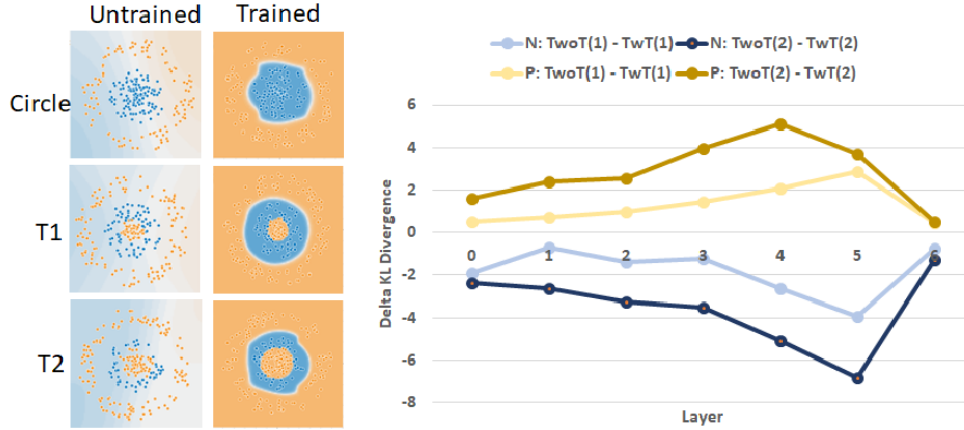 Untrained Trained
Circle
T1
T2
N: TwoT(1) - TwT(1) N: TwoT(2) - TwT(2)
P: TwoT(1) - TwT(1) P: TwoT(2) - TwT(2)
Delta KL Divergence
6
4
2
0
-2
-4
-6
-8
0 1 2 3 4 5 6
Layer